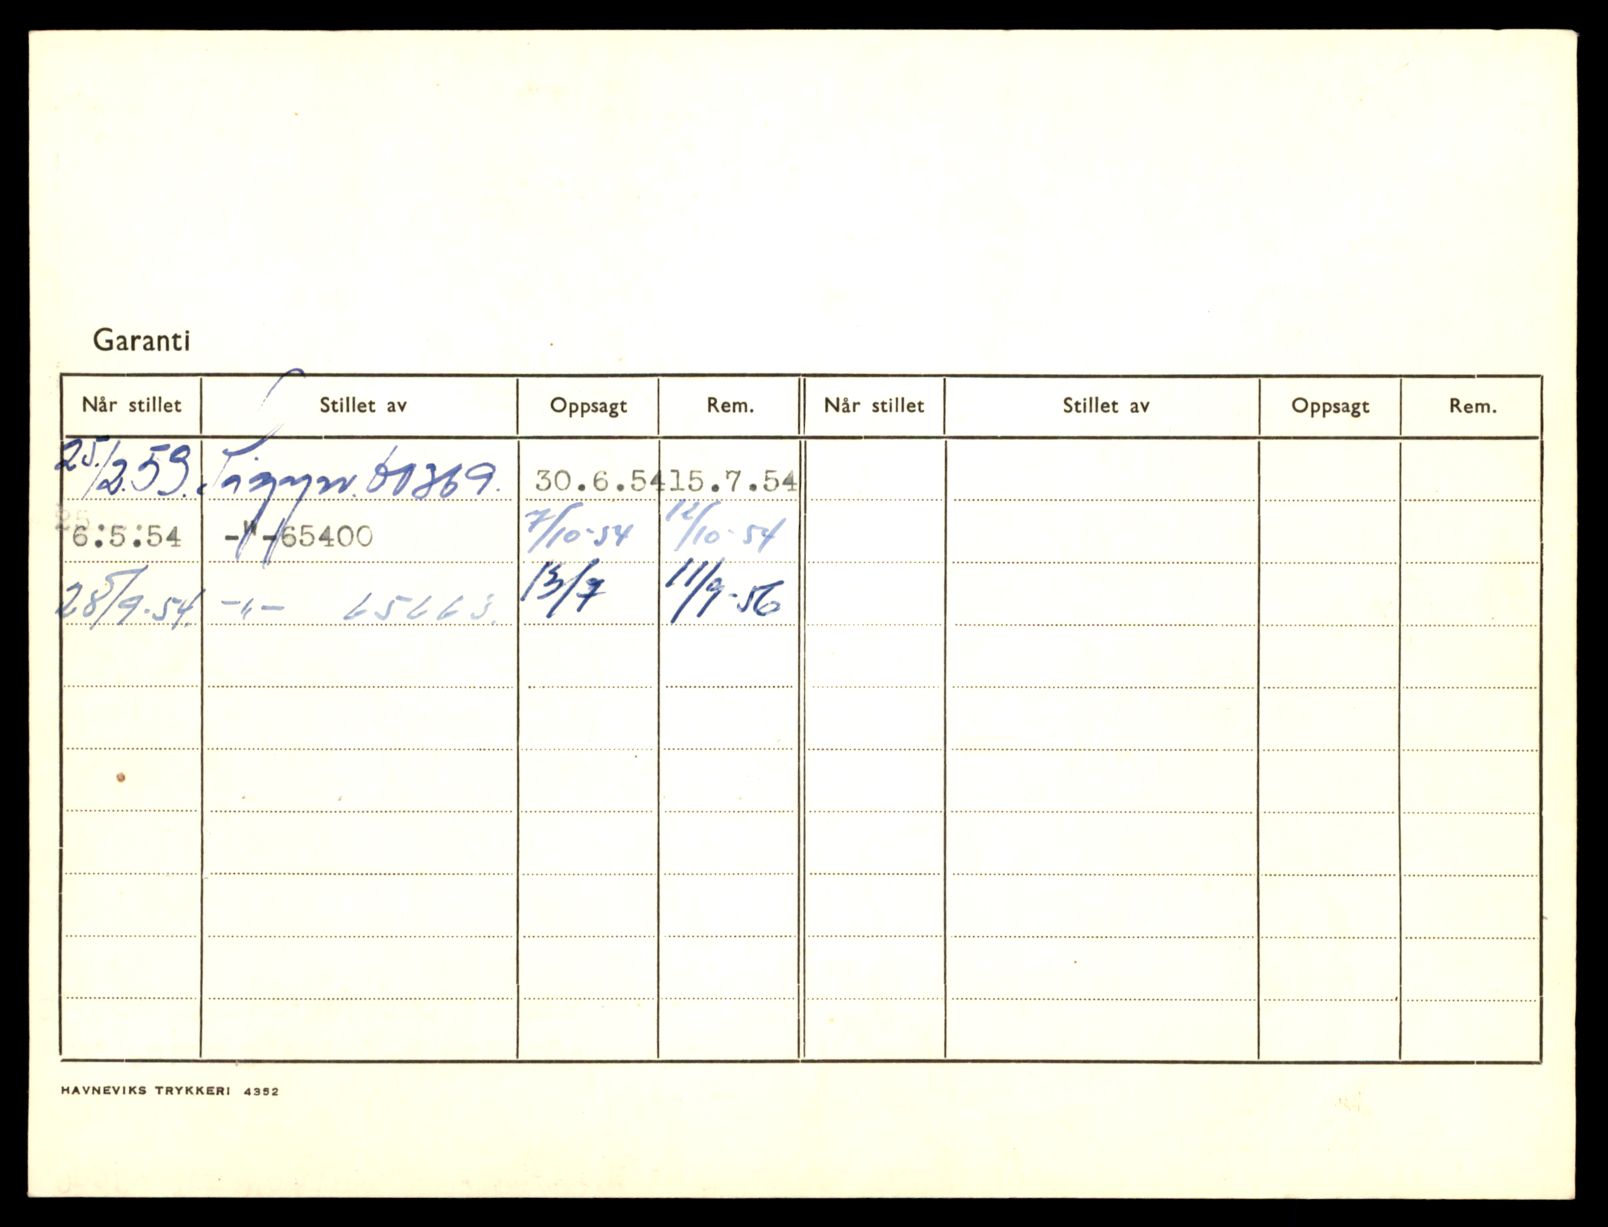 Garanti
Når stillet Stillet av Oppsagt Rem. Når stillet Stillet av Oppsagt Rem.
25./2.53. 30.6.54 15.7.54
6:5:54 -"-65400 7/10-54 12/10-54
28/9-54. -"- 65663. 13/7 11/9-56
HAVNEVIKS TRYKKERI 4352